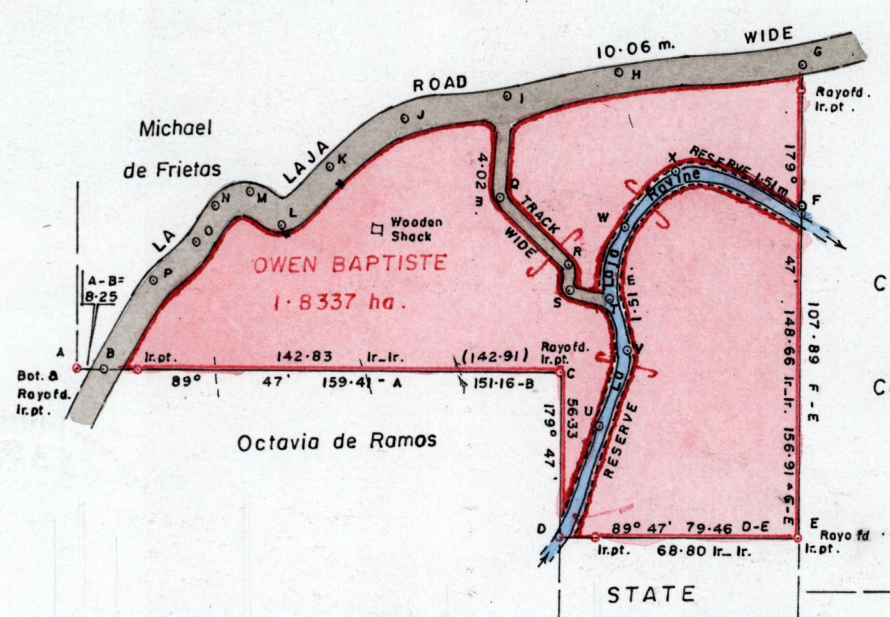 WIDE
10·06 m.
G
H
ROAD
I
Rayofd.
Ir.pt.
J
Michael
de Frietas
LAJA
K
4·02 m.
Q
TRACK
WIDE
X
RESERVE 1·51m.
Ravine
179°
F
N
M
L
LA
O
P
Wooden
Shack
W
R
S
OWEN BAPTISTE
1·8337 ha.
1·51 m.
47'
A-B=
8·25
A
B
Ir.pt.
142·83
Ir-Ir.
(142·91)
Rayofd.
Ir.pt.
C
V
148·66 Ir-Ir.
107·89 F-E
C
Bot. &
Rayofd.
Ir.pt.
89°
47'
159·41-A
151·16-B
56·33
179° 47'
U
RESERVE
156·91 = G-E
C
Octavia de Ramos
D
89° 47' 79·46 D-E
E
Rayofd.
Ir.pt.
Ir.pt.
68·80 Ir-Ir.
STATE